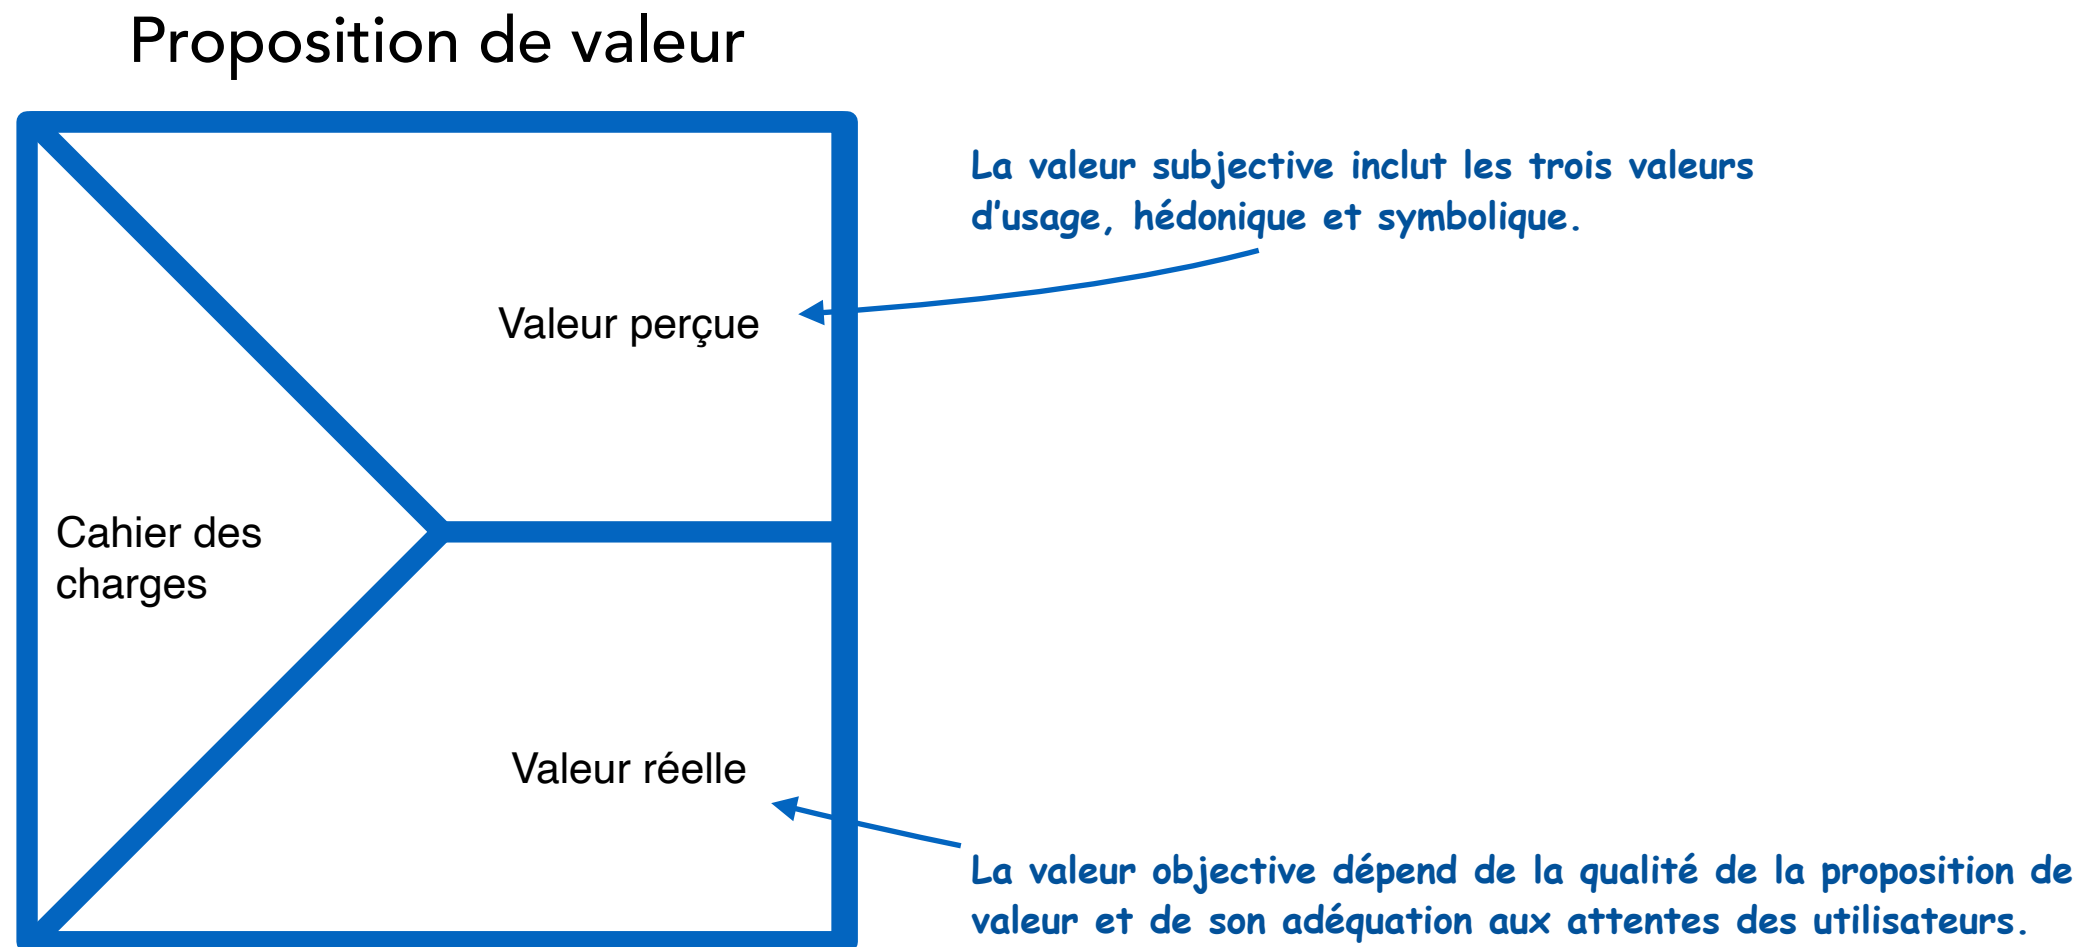 Proposition de valeur
La valeur subjective inclut les trois valeurs
d'usage, hédonique et symbolique.
Valeur perçue
Cahier des
charges
Valeur réelle
La valeur objective dépend de la qualité de la proposition de
valeur et de son adéquation aux attentes des utilisateurs.